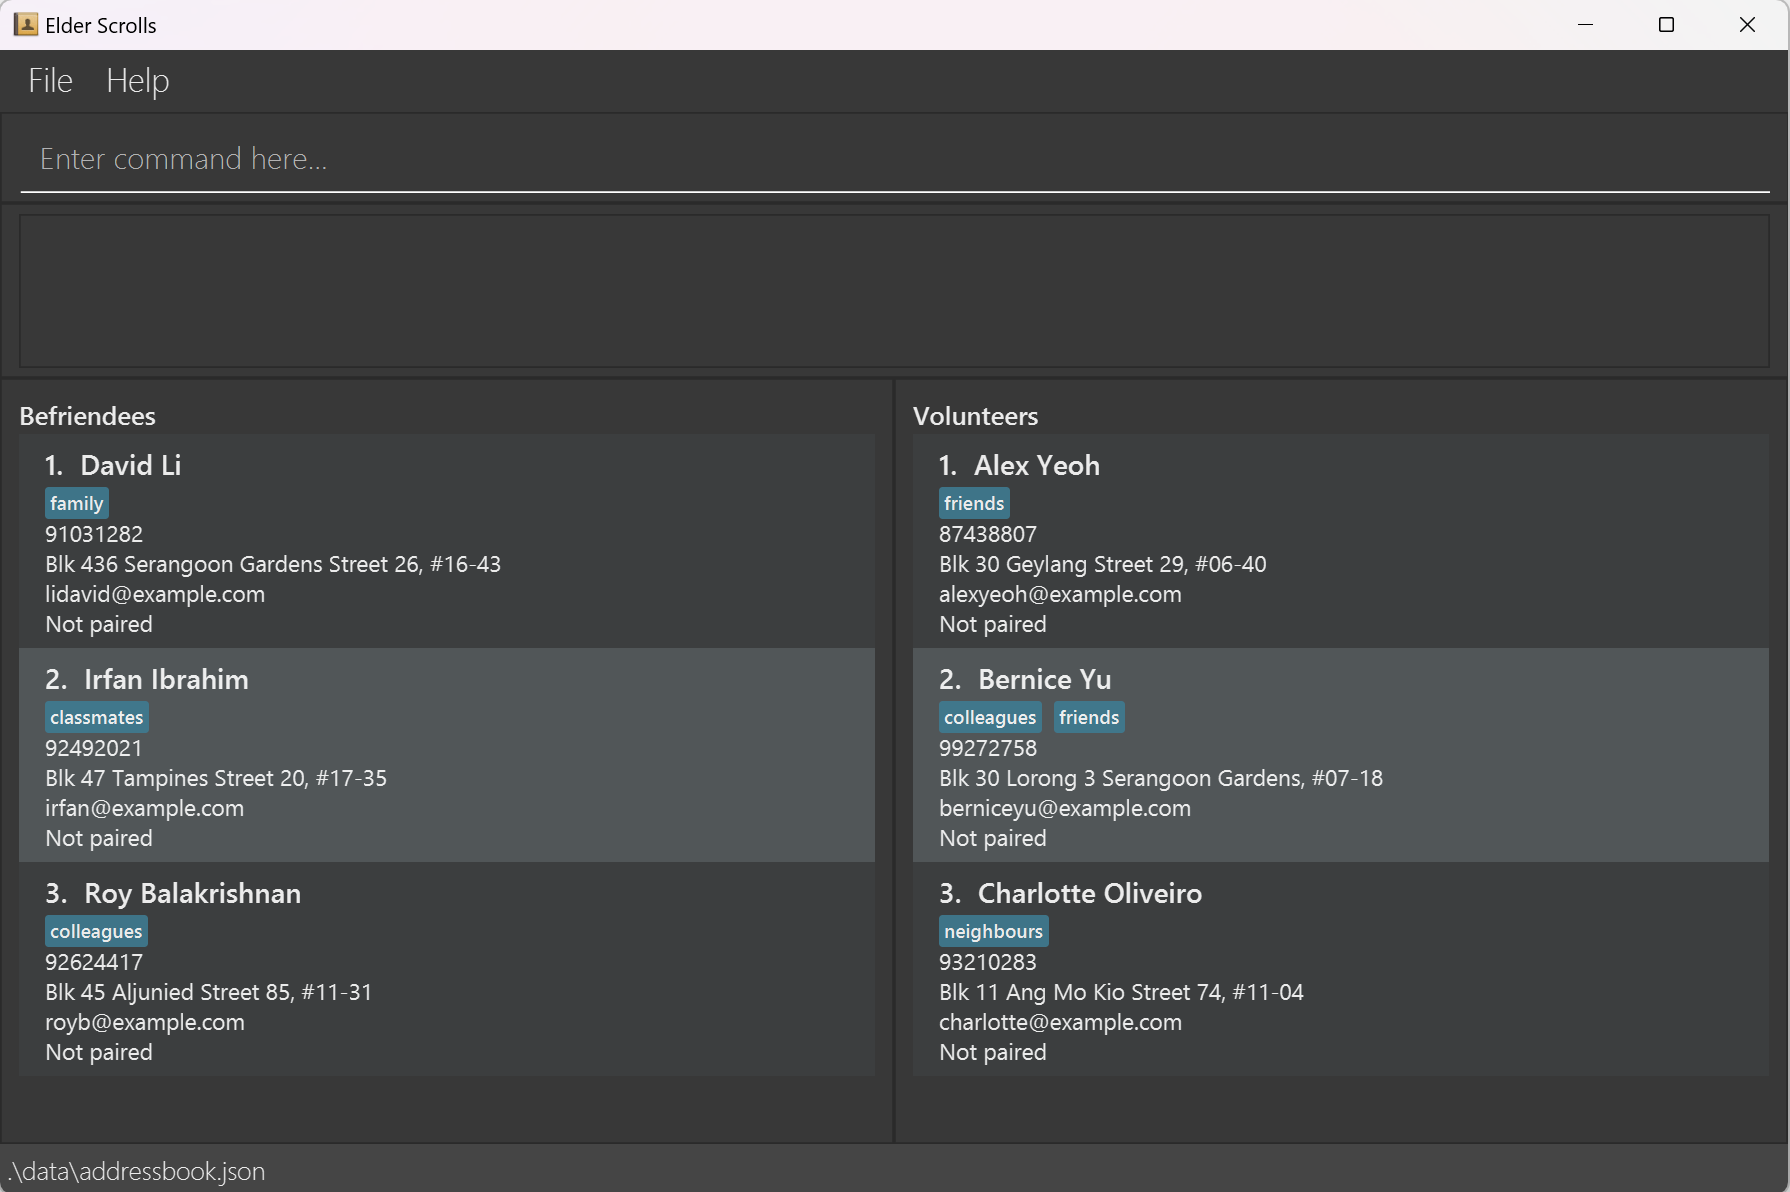 Elder Scrolls
File Help
Enter command here...
Befriendees
1. David Li
family
91031282
Blk 436 Serangoon Gardens Street 26, #16-43
lidavid@example.com
Not paired
2. Irfan Ibrahim
classmates
92492021
Blk 47 Tampines Street 20, #17-35
irfan@example.com
Not paired
3. Roy Balakrishnan
colleagues
92624417
Blk 45 Aljunied Street 85, #11-31
royb@example.com
Not paired
Volunteers
1. Alex Yeoh
friends
87438807
Blk 30 Geylang Street 29, #06-40
alexyeoh@example.com
Not paired
2. Bernice Yu
colleagues friends
99272758
Blk 30 Lorong 3 Serangoon Gardens, #07-18
berniceyu@example.com
Not paired
3. Charlotte Oliveiro
neighbours
93210283
Blk 11 Ang Mo Kio Street 74, #11-04
charlotte@example.com
Not paired
.\data\addressbook.json